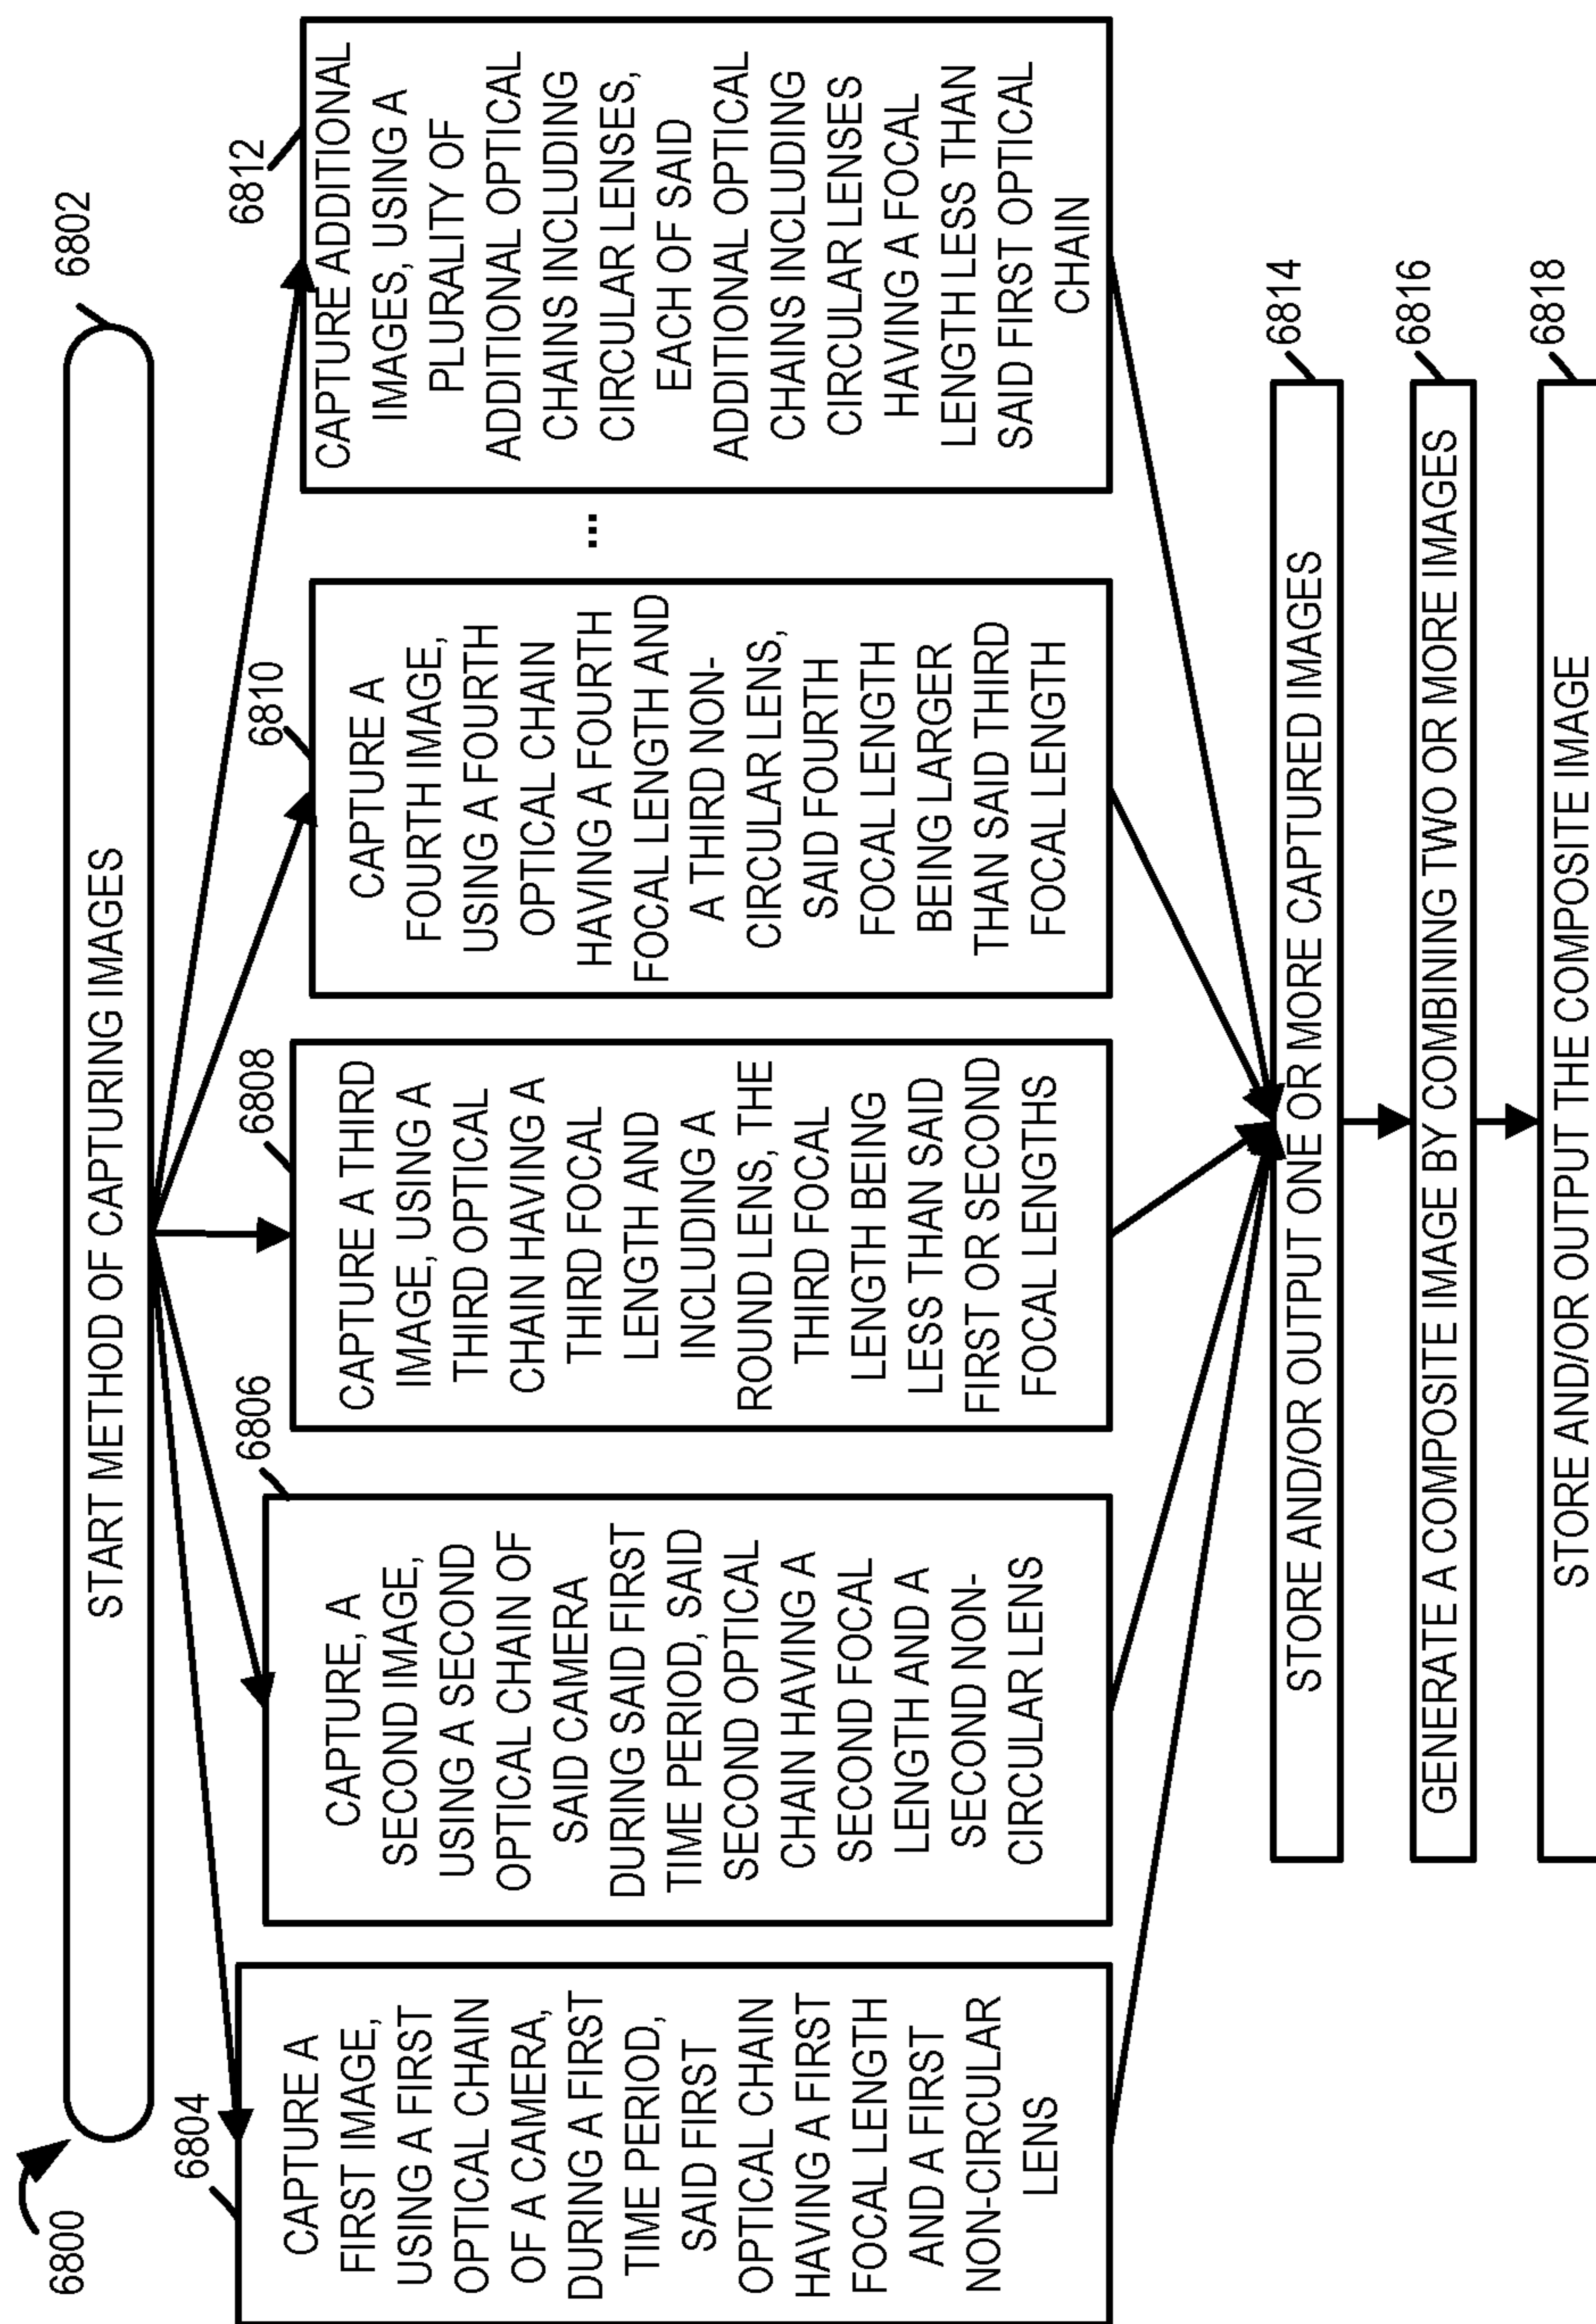 6800
START METHOD OF CAPTURING IMAGES
6802
6804
CAPTURE A
FIRST IMAGE,
USING A FIRST
OPTICAL CHAIN
OF A CAMERA,
DURING A FIRST
TIME PERIOD,
SAID FIRST
OPTICAL CHAIN
HAVING A FIRST
FOCAL LENGTH
AND A FIRST
NON-CIRCULAR
LENS
6806
CAPTURE, A
SECOND IMAGE,
USING A SECOND
OPTICAL CHAIN OF
SAID CAMERA
DURING SAID FIRST
TIME PERIOD, SAID
SECOND OPTICAL
CHAIN HAVING A
SECOND FOCAL
LENGTH AND A
SECOND NON-
CIRCULAR LENS
6808
CAPTURE A THIRD
IMAGE, USING A
THIRD OPTICAL
CHAIN HAVING A
THIRD FOCAL
LENGTH AND
INCLUDING A
ROUND LENS, THE
THIRD FOCAL
LENGTH BEING
LESS THAN SAID
FIRST OR SECOND
FOCAL LENGTHS
6810
CAPTURE A
FOURTH IMAGE,
USING A FOURTH
OPTICAL CHAIN
HAVING A FOURTH
FOCAL LENGTH AND
A THIRD NON-
CIRCULAR LENS,
SAID FOURTH
FOCAL LENGTH
BEING LARGER
THAN SAID THIRD
FOCAL LENGTH
...
6812
CAPTURE ADDITIONAL
IMAGES, USING A
PLURALITY OF
ADDITIONAL OPTICAL
CHAINS INCLUDING
CIRCULAR LENSES,
EACH OF SAID
ADDITIONAL OPTICAL
CHAINS INCLUDING
CIRCULAR LENSES
HAVING A FOCAL
LENGTH LESS THAN
SAID FIRST OPTICAL
CHAIN
STORE AND/OR OUTPUT ONE OR MORE CAPTURED IMAGES
6814
GENERATE A COMPOSITE IMAGE BY COMBINING TWO OR MORE IMAGES
6816
STORE AND/OR OUTPUT THE COMPOSITE IMAGE
6818